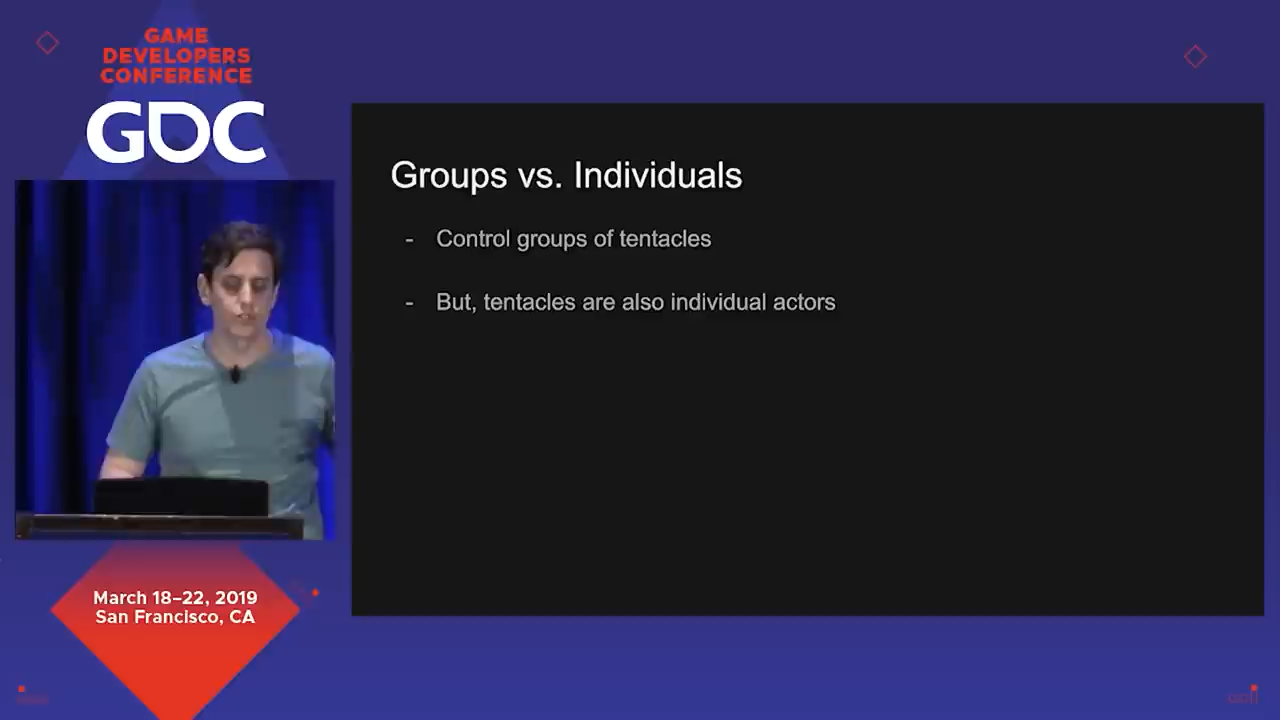 GAME
DEVELOPERS
CONFERENCE
GDC
Groups vs. Individuals
- Control groups of tentacles
- But, tentacles are also individual actors
March 18–22, 2019
San Francisco, CA